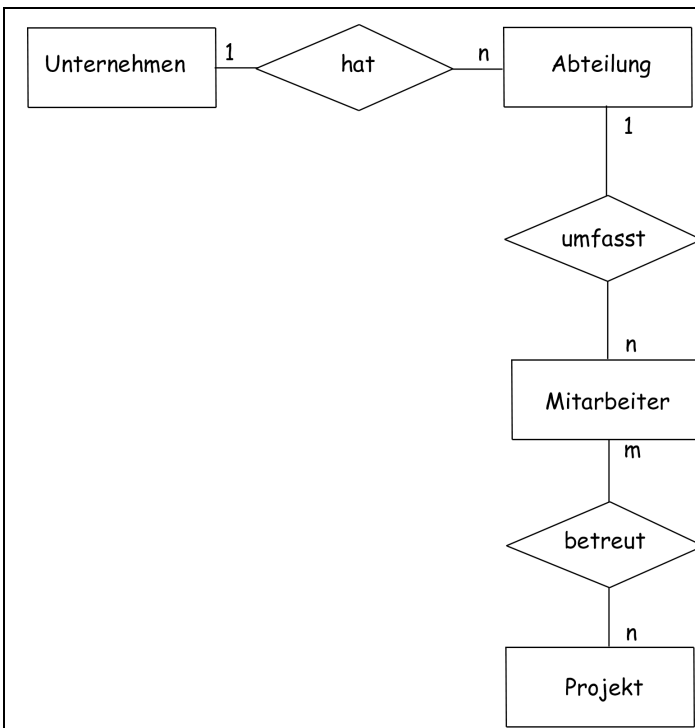 Unternehmen 1 hat n Abteilung
1
umfasst
n
Mitarbeiter
m
betreut
n
Projekt